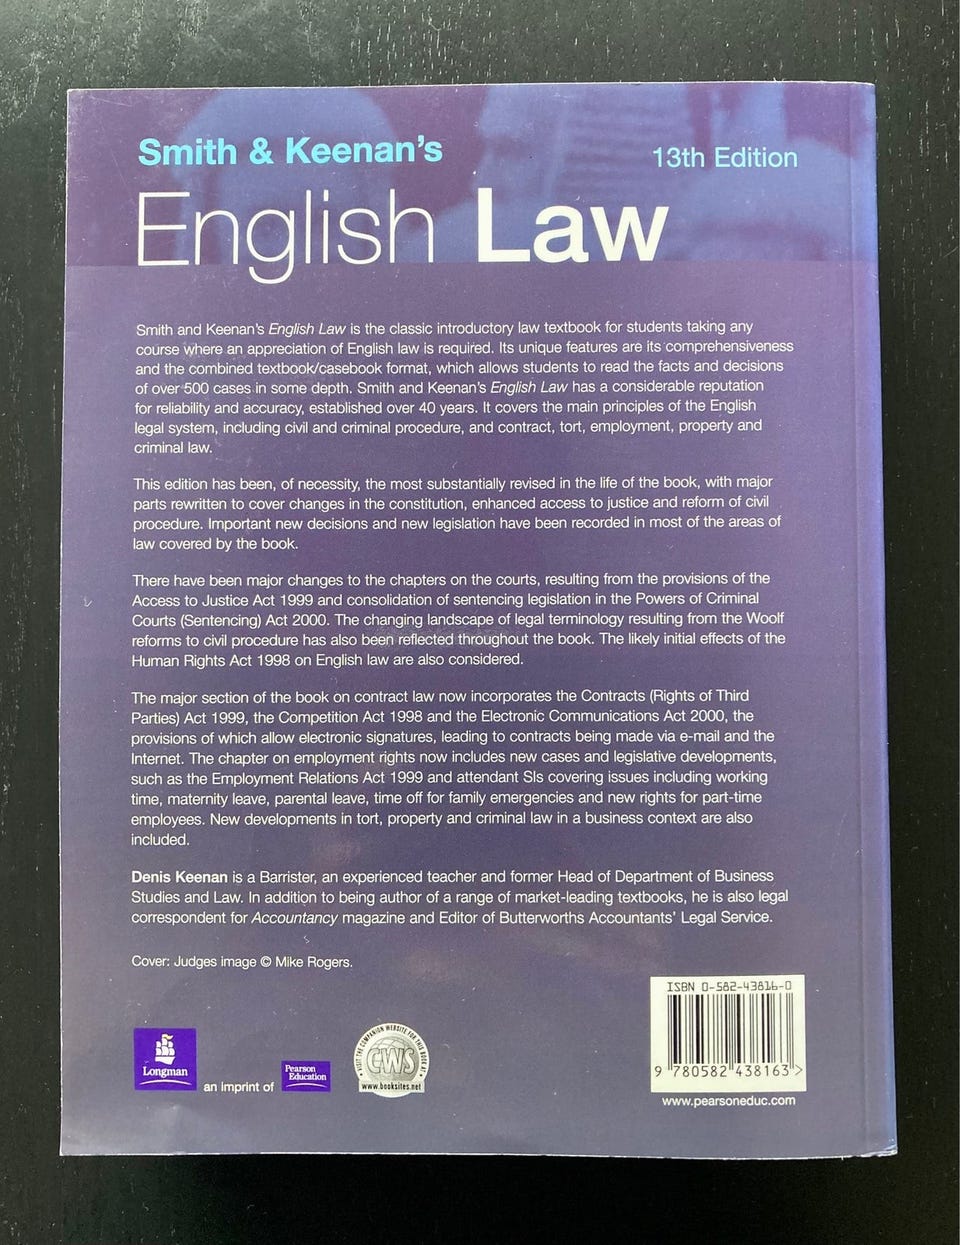 Smith & Keenan's
13th Edition
English Law
Smith and Keenan's English Law is the classic introductory law textbook for students taking any
course where an appreciation of English law is required. Its unique features are its comprehensiveness
and the combined textbook/casebook format, which allows students to read the facts and decisions
of over 500 cases in some depth. Smith and Keenan's English Law has a considerable reputation
for reliability and accuracy, established over 40 years. It covers the main principles of the English
legal system, including civil and criminal procedure, and contract, tort, employment, property and
criminal law.
This edition has been, of necessity, the most substantially revised in the life of the book, with major
parts rewritten to cover changes in the constitution, enhanced access to justice and reform of civil
procedure. Important new decisions and new legislation have been recorded in most of the areas of
law covered by the book.
There have been major changes to the chapters on the courts, resulting from the provisions of the
Access to Justice Act 1999 and consolidation of sentencing legislation in the Powers of Criminal
Courts (Sentencing) Act 2000. The changing landscape of legal terminology resulting from the Woolf
reforms to civil procedure has also been reflected throughout the book. The likely initial effects of the
Human Rights Act 1998 on English law are also considered.
The major section of the book on contract law now incorporates the Contracts (Rights of Third
Parties) Act 1999, the Competition Act 1998 and the Electronic Communications Act 2000, the
provisions of which allow electronic signatures, leading to contracts being made via e-mail and the
Internet. The chapter on employment rights now includes new cases and legislative developments,
such as the Employment Relations Act 1999 and attendant SIs covering issues including working
time, maternity leave, parental leave, time off for family emergencies and new rights for part-time
employees. New developments in tort, property and criminal law in a business context are also
included.
Denis Keenan is a Barrister, an experienced teacher and former Head of Department of Business
Studies and Law. In addition to being author of a range of market-leading textbooks, he is also legal
correspondent for Accountancy magazine and Editor of Butterworths Accountants' Legal Service.
Cover: Judges image © Mike Rogers.
Longman
an imprint of
Pearson
Education
VISIT THE COMPANION WEBSITE FOR THIS BOOK AT
CWS
www.booksites.net
ISBN 0-582-43816-0
9 780582 438163 >
www.pearsoneduc.com